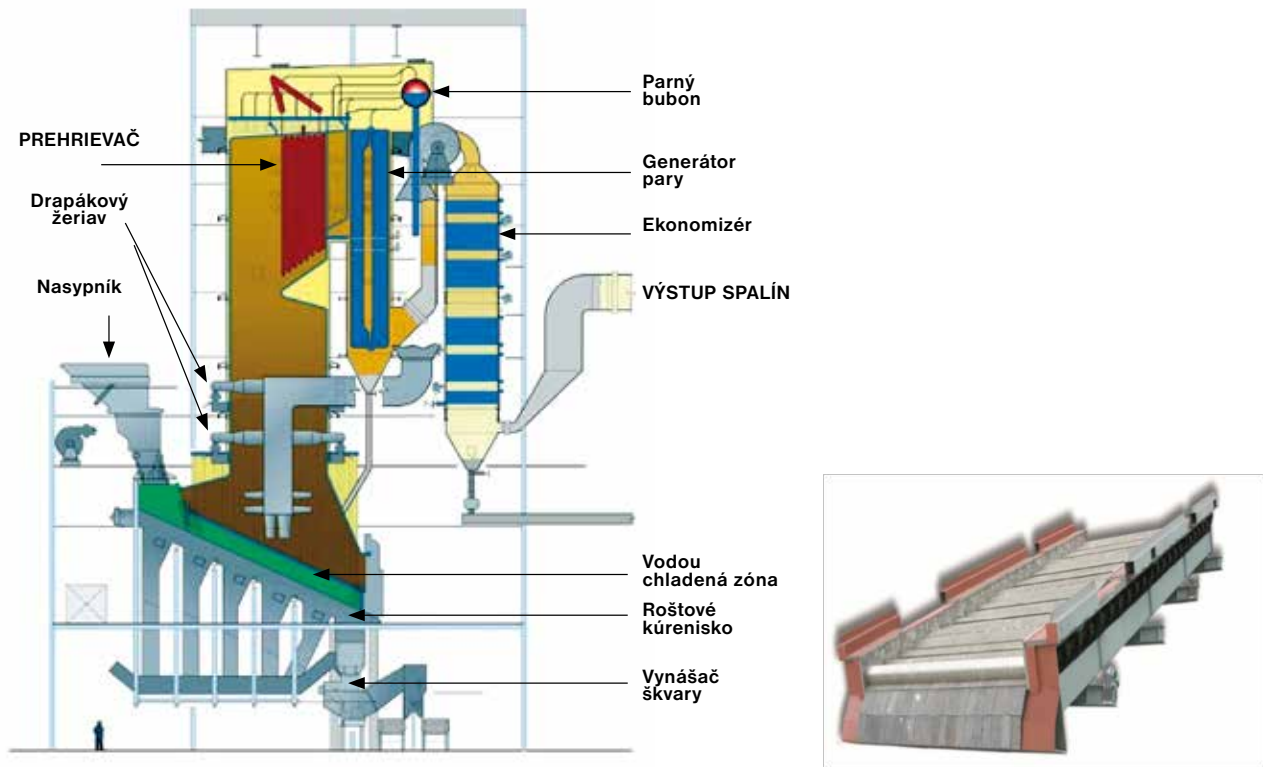 PREHRIEVAČ
Drapákový
žeriav
Nasypník
Parný
bubon
Generátor
pary
Ekonomizér
VÝSTUP SPALÍN
Vodou
chladená zóna
Roštové
kúrenisko
Vynášač
škvary